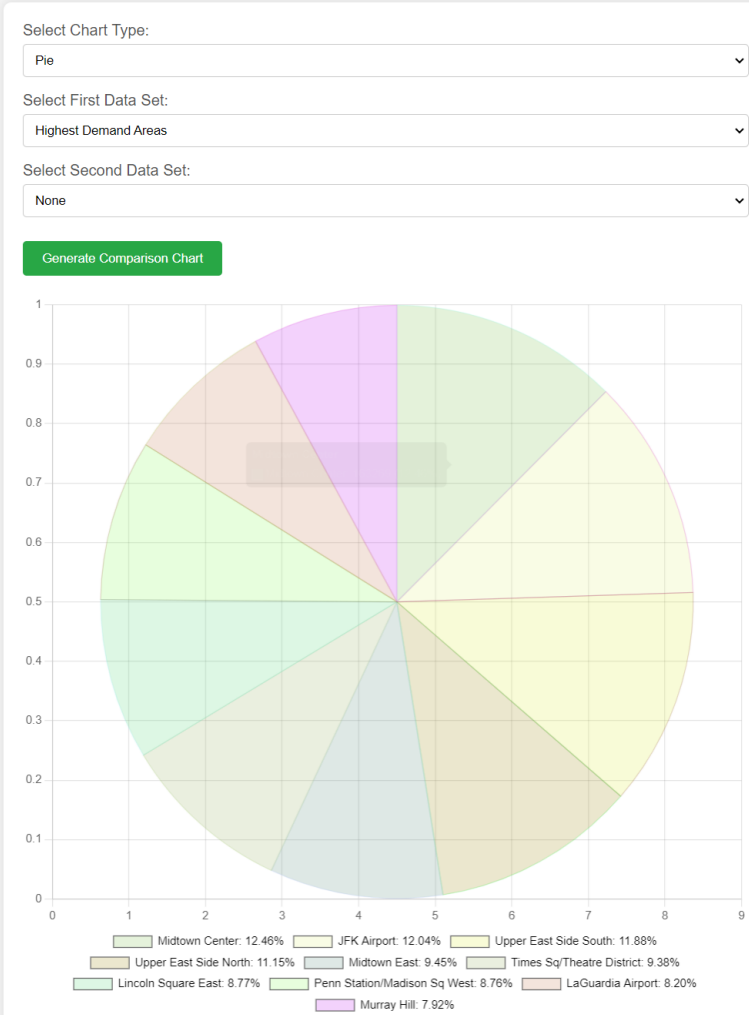 Select Chart Type:
Pie
Select First Data Set:
Highest Demand Areas
Select Second Data Set:
None
Generate Comparison Chart
1
0.9
0.8
0.7
0.6
0.5
0.4
0.3
0.2
0.1
0
0 1 2 3 4 5 6 7 8 9
Midtown Center: 12.46% JFK Airport: 12.04% Upper East Side South: 11.88%
Upper East Side North: 11.15% Midtown East: 9.45% Times Sq/Theatre District: 9.38%
Lincoln Square East: 8.77% Penn Station/Madison Sq West: 8.76% LaGuardia Airport: 8.20%
Murray Hill: 7.92%